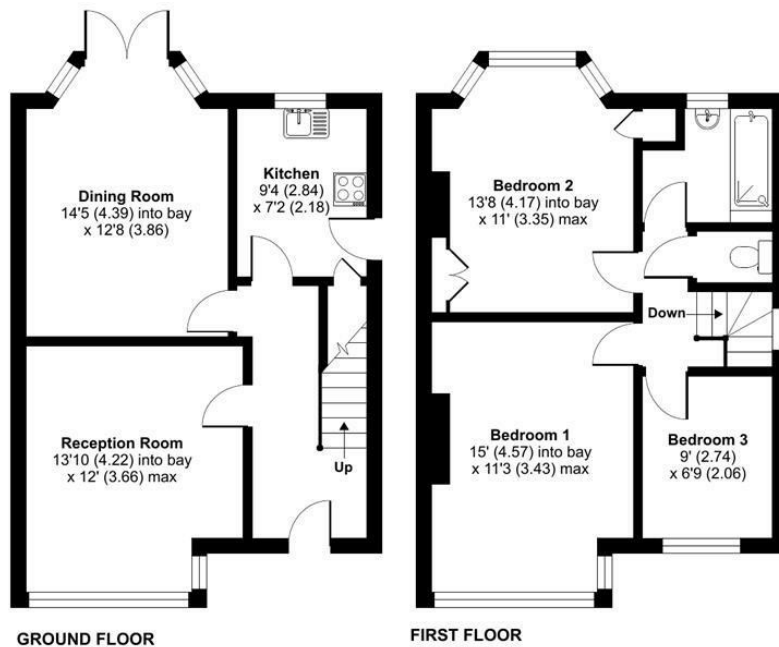 Dining Room
14'5 (4.39) into bay
x 12'8 (3.86)
Kitchen
9'4 (2.84)
x 7'2 (2.18)
Reception Room
13'10 (4.22) into bay
x 12' (3.66) max
Up
GROUND FLOOR
Bedroom 2
13'8 (4.17) into bay
x 11' (3.35) max
Down
Bedroom 1
15' (4.57) into bay
x 11'3 (3.43) max
Bedroom 3
9' (2.74)
x 6'9 (2.06)
FIRST FLOOR